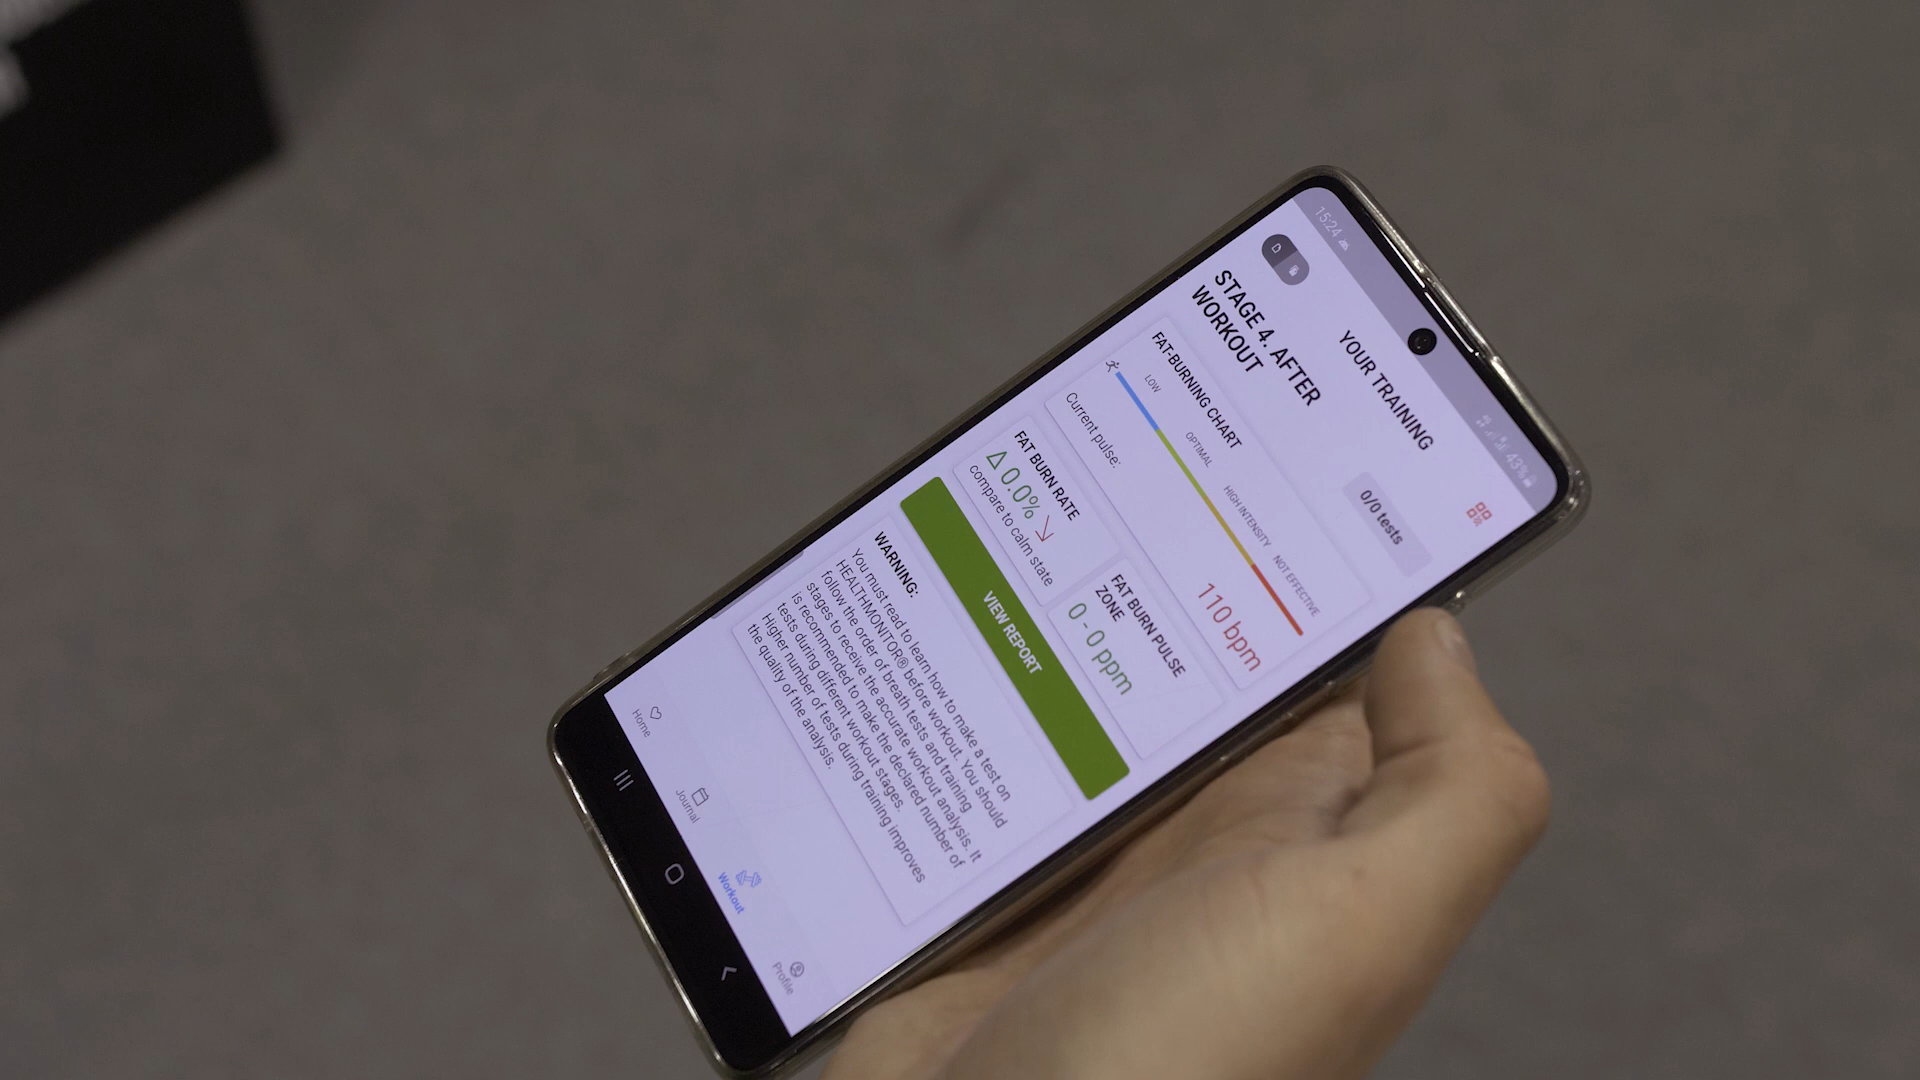 15:24
43%
YOUR TRAINING
0/0 tests
STAGE 4. AFTER
WORKOUT
FAT-BURNING CHART
LOW
OPTIMAL
HIGH INTENSITY
NOT EFFECTIVE
Current pulse:
110 bpm
FAT BURN RATE
△ 0.0% ↘
compare to calm state
FAT BURN PULSE
ZONE
0 - 0 ppm
VIEW REPORT
WARNING:
You must read to learn how to make a test on
HEALTHMONITOR® before workout. You should
follow the order of breath tests and training
stages to receive the accurate workout analysis. It
is recommended to make the declared number of
tests during different workout stages.
Higher number of tests during training improves
the quality of the analysis.
Home
Journal
Workout
Profile